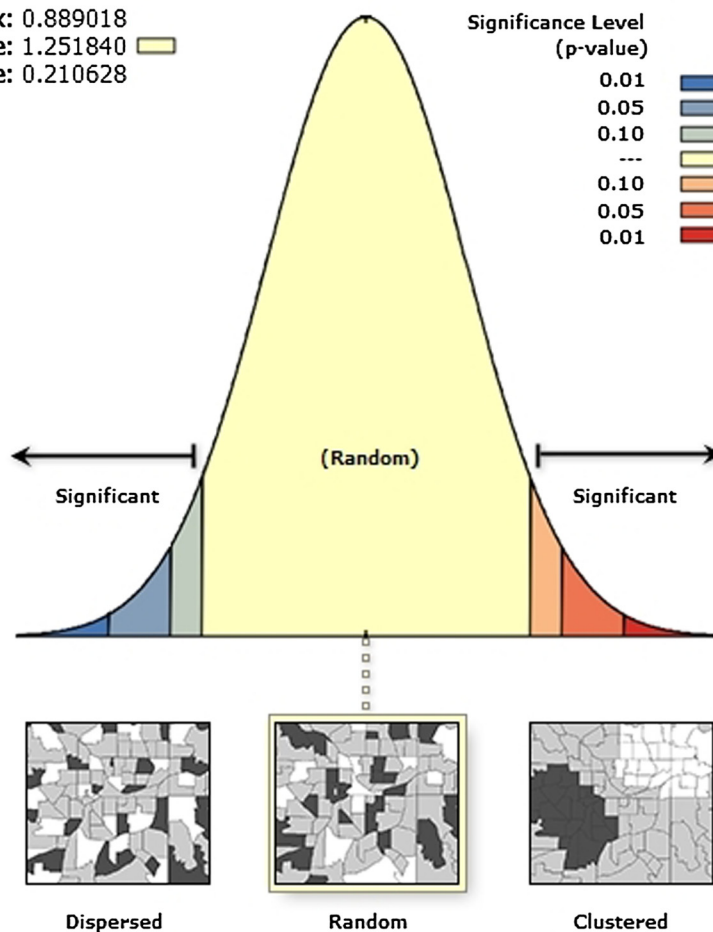 x: 0.889018
e: 1.251840
e: 0.210628
Significance Level
(p-value)
0.01
0.05
0.10
---
0.10
0.05
0.01
(Random)
Significant
Significant
Dispersed
Random
Clustered